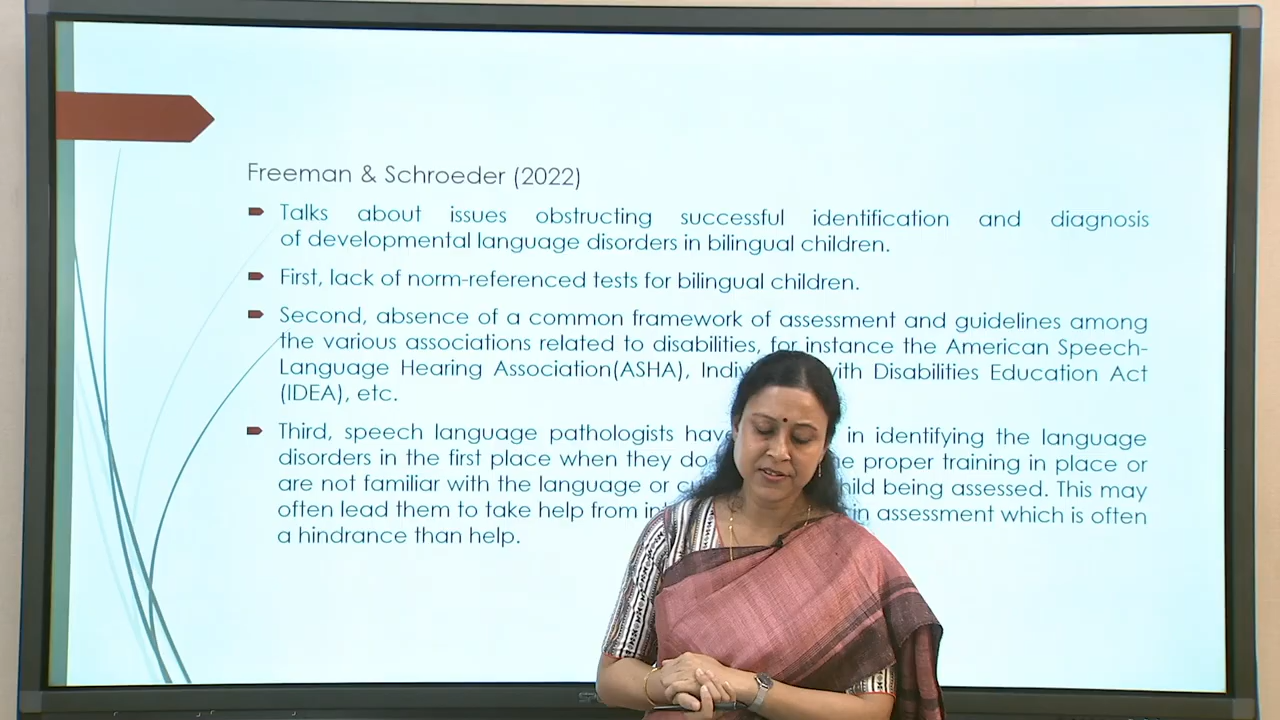 Freeman & Schroeder (2022)
Talks about issues obstructing successful identification and diagnosis
of developmental language disorders in bilingual children.
First, lack of norm-referenced tests for bilingual children.
Second, absence of a common framework of assessment and guidelines among
the various associations related to disabilities, for instance the American Speech-
Language Hearing Association(ASHA), with Disabilities Education Act
(IDEA), etc.
Third, speech language pathologists have in identifying the language
disorders in the first place when they do proper training in place or
are not familiar with the language or child being assessed. This may
often lead them to take help from in assessment which is often
a hindrance than help.